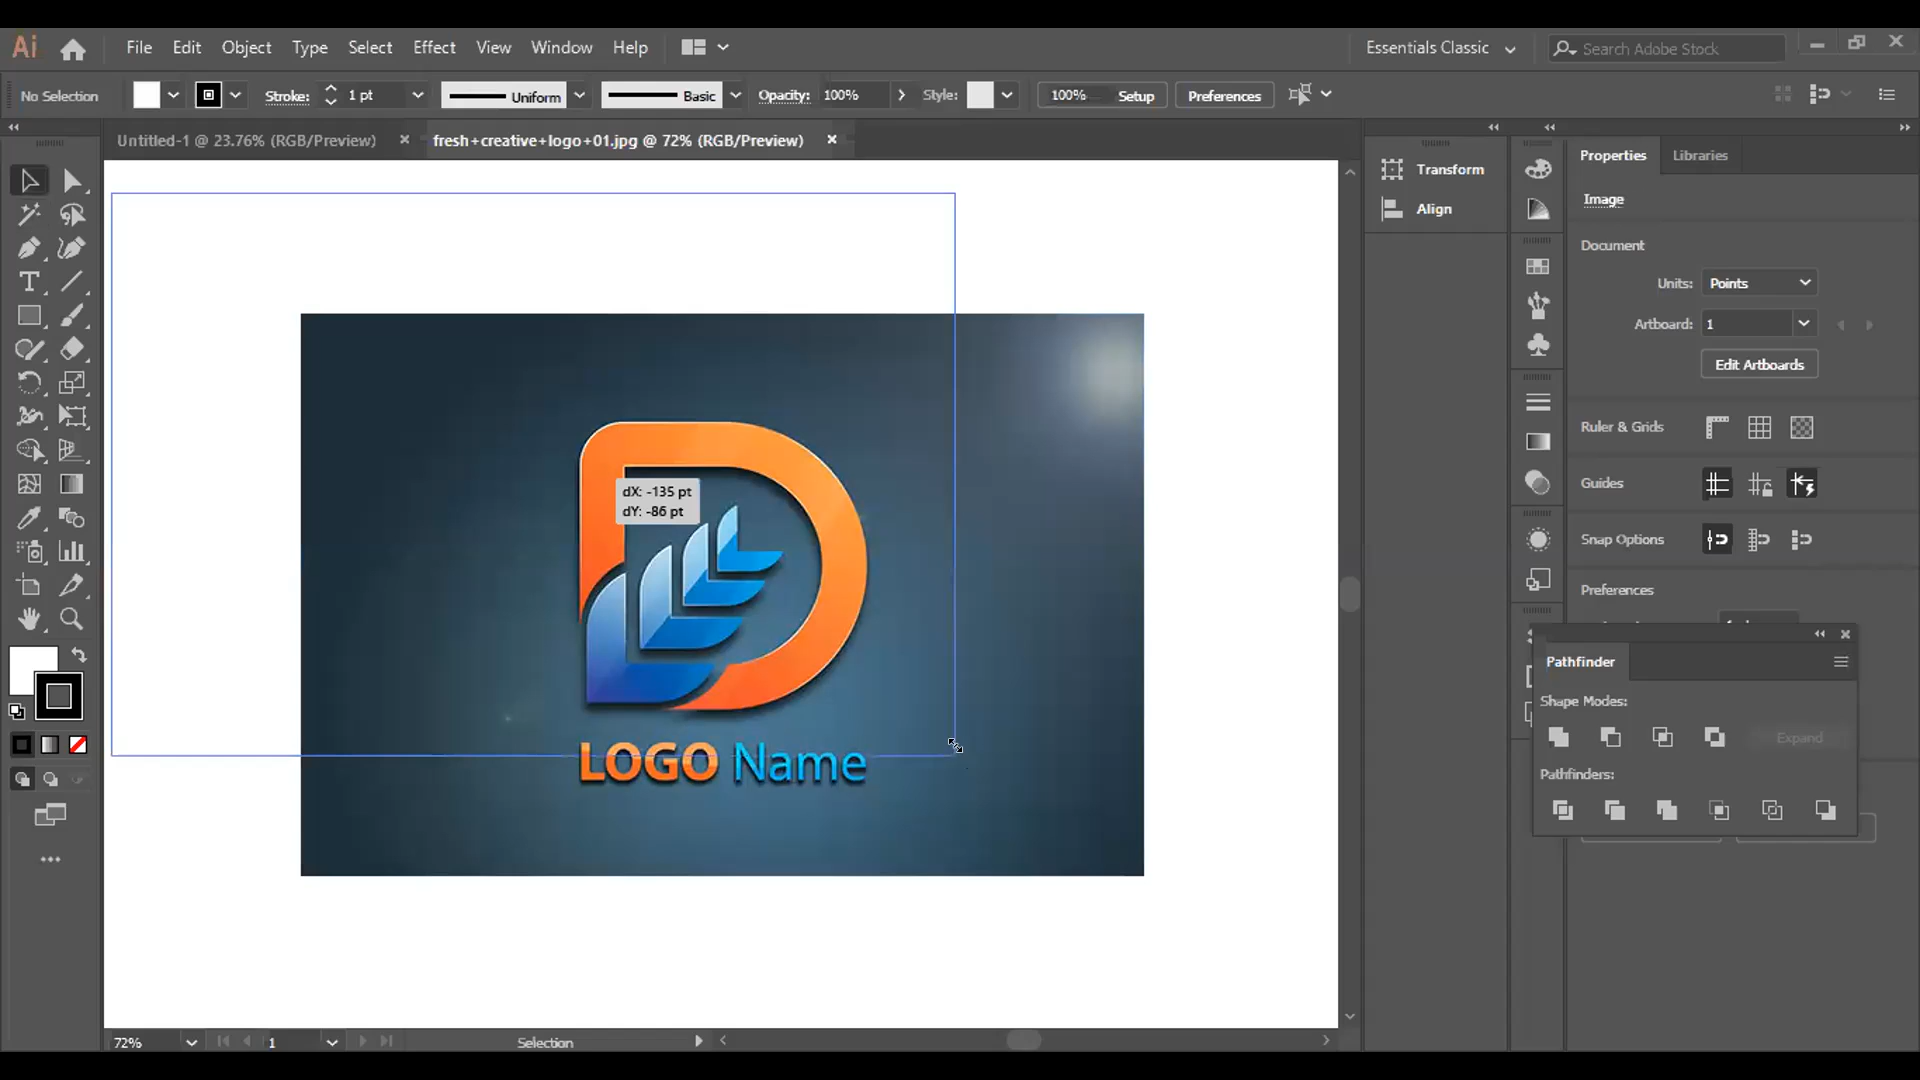 Ai File Edit Object Type Select Effect View Window Help Essentials Classic Search Adobe Stock
No Selection Stroke: 1 pt Uniform Basic Opacity: 100% Style: 100% Setup Preferences
Untitled-1 @ 23.76% (RGB/Preview) fresh+creative+logo+01.jpg @ 72% (RGB/Preview)
Transform
Align
Properties Libraries
Image
Document
Units: Points
Artboard: 1
Edit Artboards
Ruler & Grids
Guides
Snap Options
Preferences
dX: -135 pt
dY: -86 pt
LOGO Name
Pathfinder
Shape Modes:
Expand
Pathfinders:
72% 1 Selection